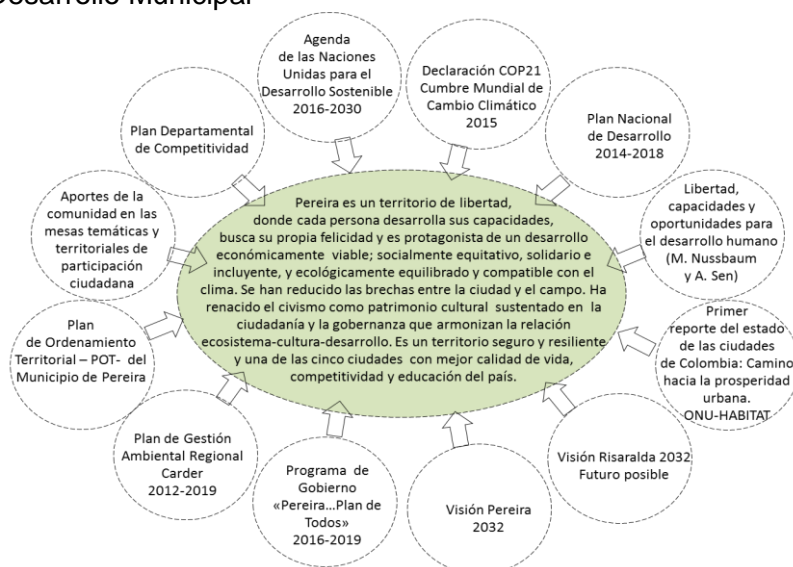 Desarrollo Municipal
Agenda
de las Naciones
Unidas para el
Desarrollo Sostenible
2016-2030
Declaración COP21
Cumbre Mundial de
Cambio Climático
2015
Plan Nacional
de Desarrollo
2014-2018
Libertad,
capacidades y
oportunidades para
el desarrollo humano
(M. Nussbaum
y A. Sen)
Primer
reporte del estado
de las ciudades
de Colombia: Camino
hacia la prosperidad
urbana.
ONU-HABITAT
Visión Risaralda 2032
Futuro posible
Visión Pereira
2032
Programa de
Gobierno
«Pereira...Plan de
Todos»
2016-2019
Plan de Gestión
Ambiental Regional
Carder
2012-2019
Plan
de Ordenamiento
Territorial – POT- del
Municipio de Pereira
Aportes de la
comunidad en las
mesas temáticas y
territoriales de
participación
ciudadana
Plan Departamental
de Competitividad
Pereira es un territorio de libertad,
donde cada persona desarrolla sus capacidades,
busca su propia felicidad y es protagonista de un desarrollo
económicamente viable; socialmente equitativo, solidario e
incluyente, y ecológicamente equilibrado y compatible con el
clima. Se han reducido las brechas entre la ciudad y el campo. Ha
renacido el civismo como patrimonio cultural sustentado en la
ciudadanía y la gobernanza que armonizan la relación
ecosistema-cultura-desarrollo. Es un territorio seguro y resiliente
y una de las cinco ciudades con mejor calidad de vida,
competitividad y educación del país.